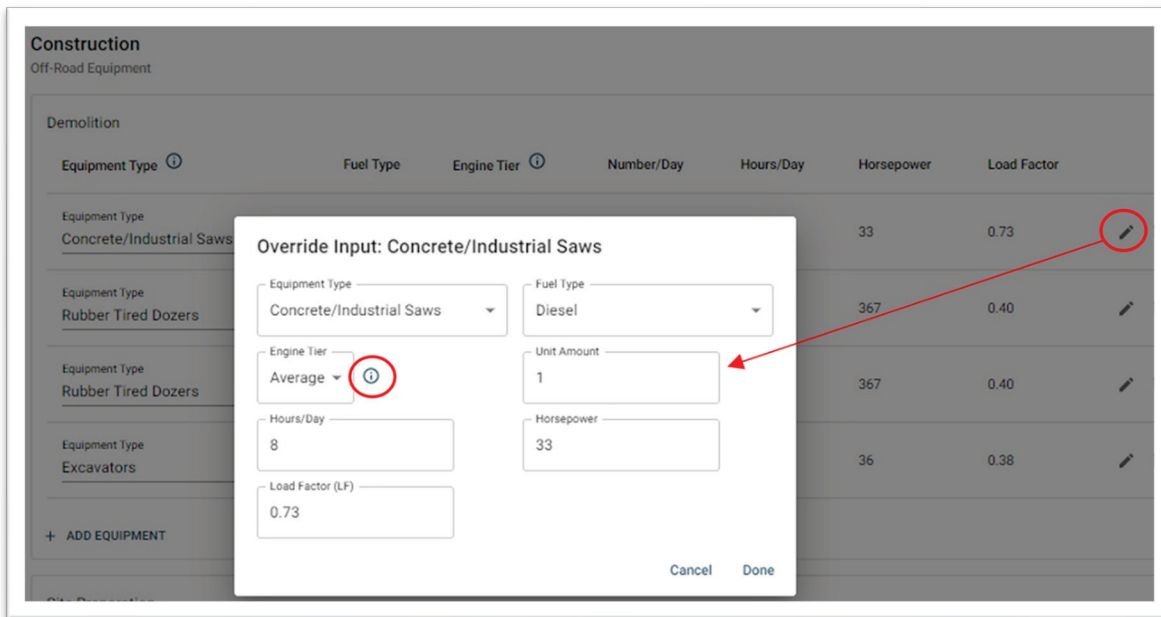 Construction
Off-Road Equipment
Demolition
Equipment Type Fuel Type Engine Tier Number/Day Hours/Day Horsepower Load Factor
Equipment Type
Concrete/Industrial Saws 33 0.73
Override Input: Concrete/Industrial Saws
Equipment Type Fuel Type
Concrete/Industrial Saws Diesel
Engine Tier Unit Amount
Average 1
Hours/Day Horsepower
8 33
Load Factor (LF)
0.73
Cancel Done
Equipment Type
Rubber Tired Dozers 367 0.40
Equipment Type
Rubber Tired Dozers 367 0.40
Equipment Type
Excavators 36 0.38
+ ADD EQUIPMENT
Site Preparation